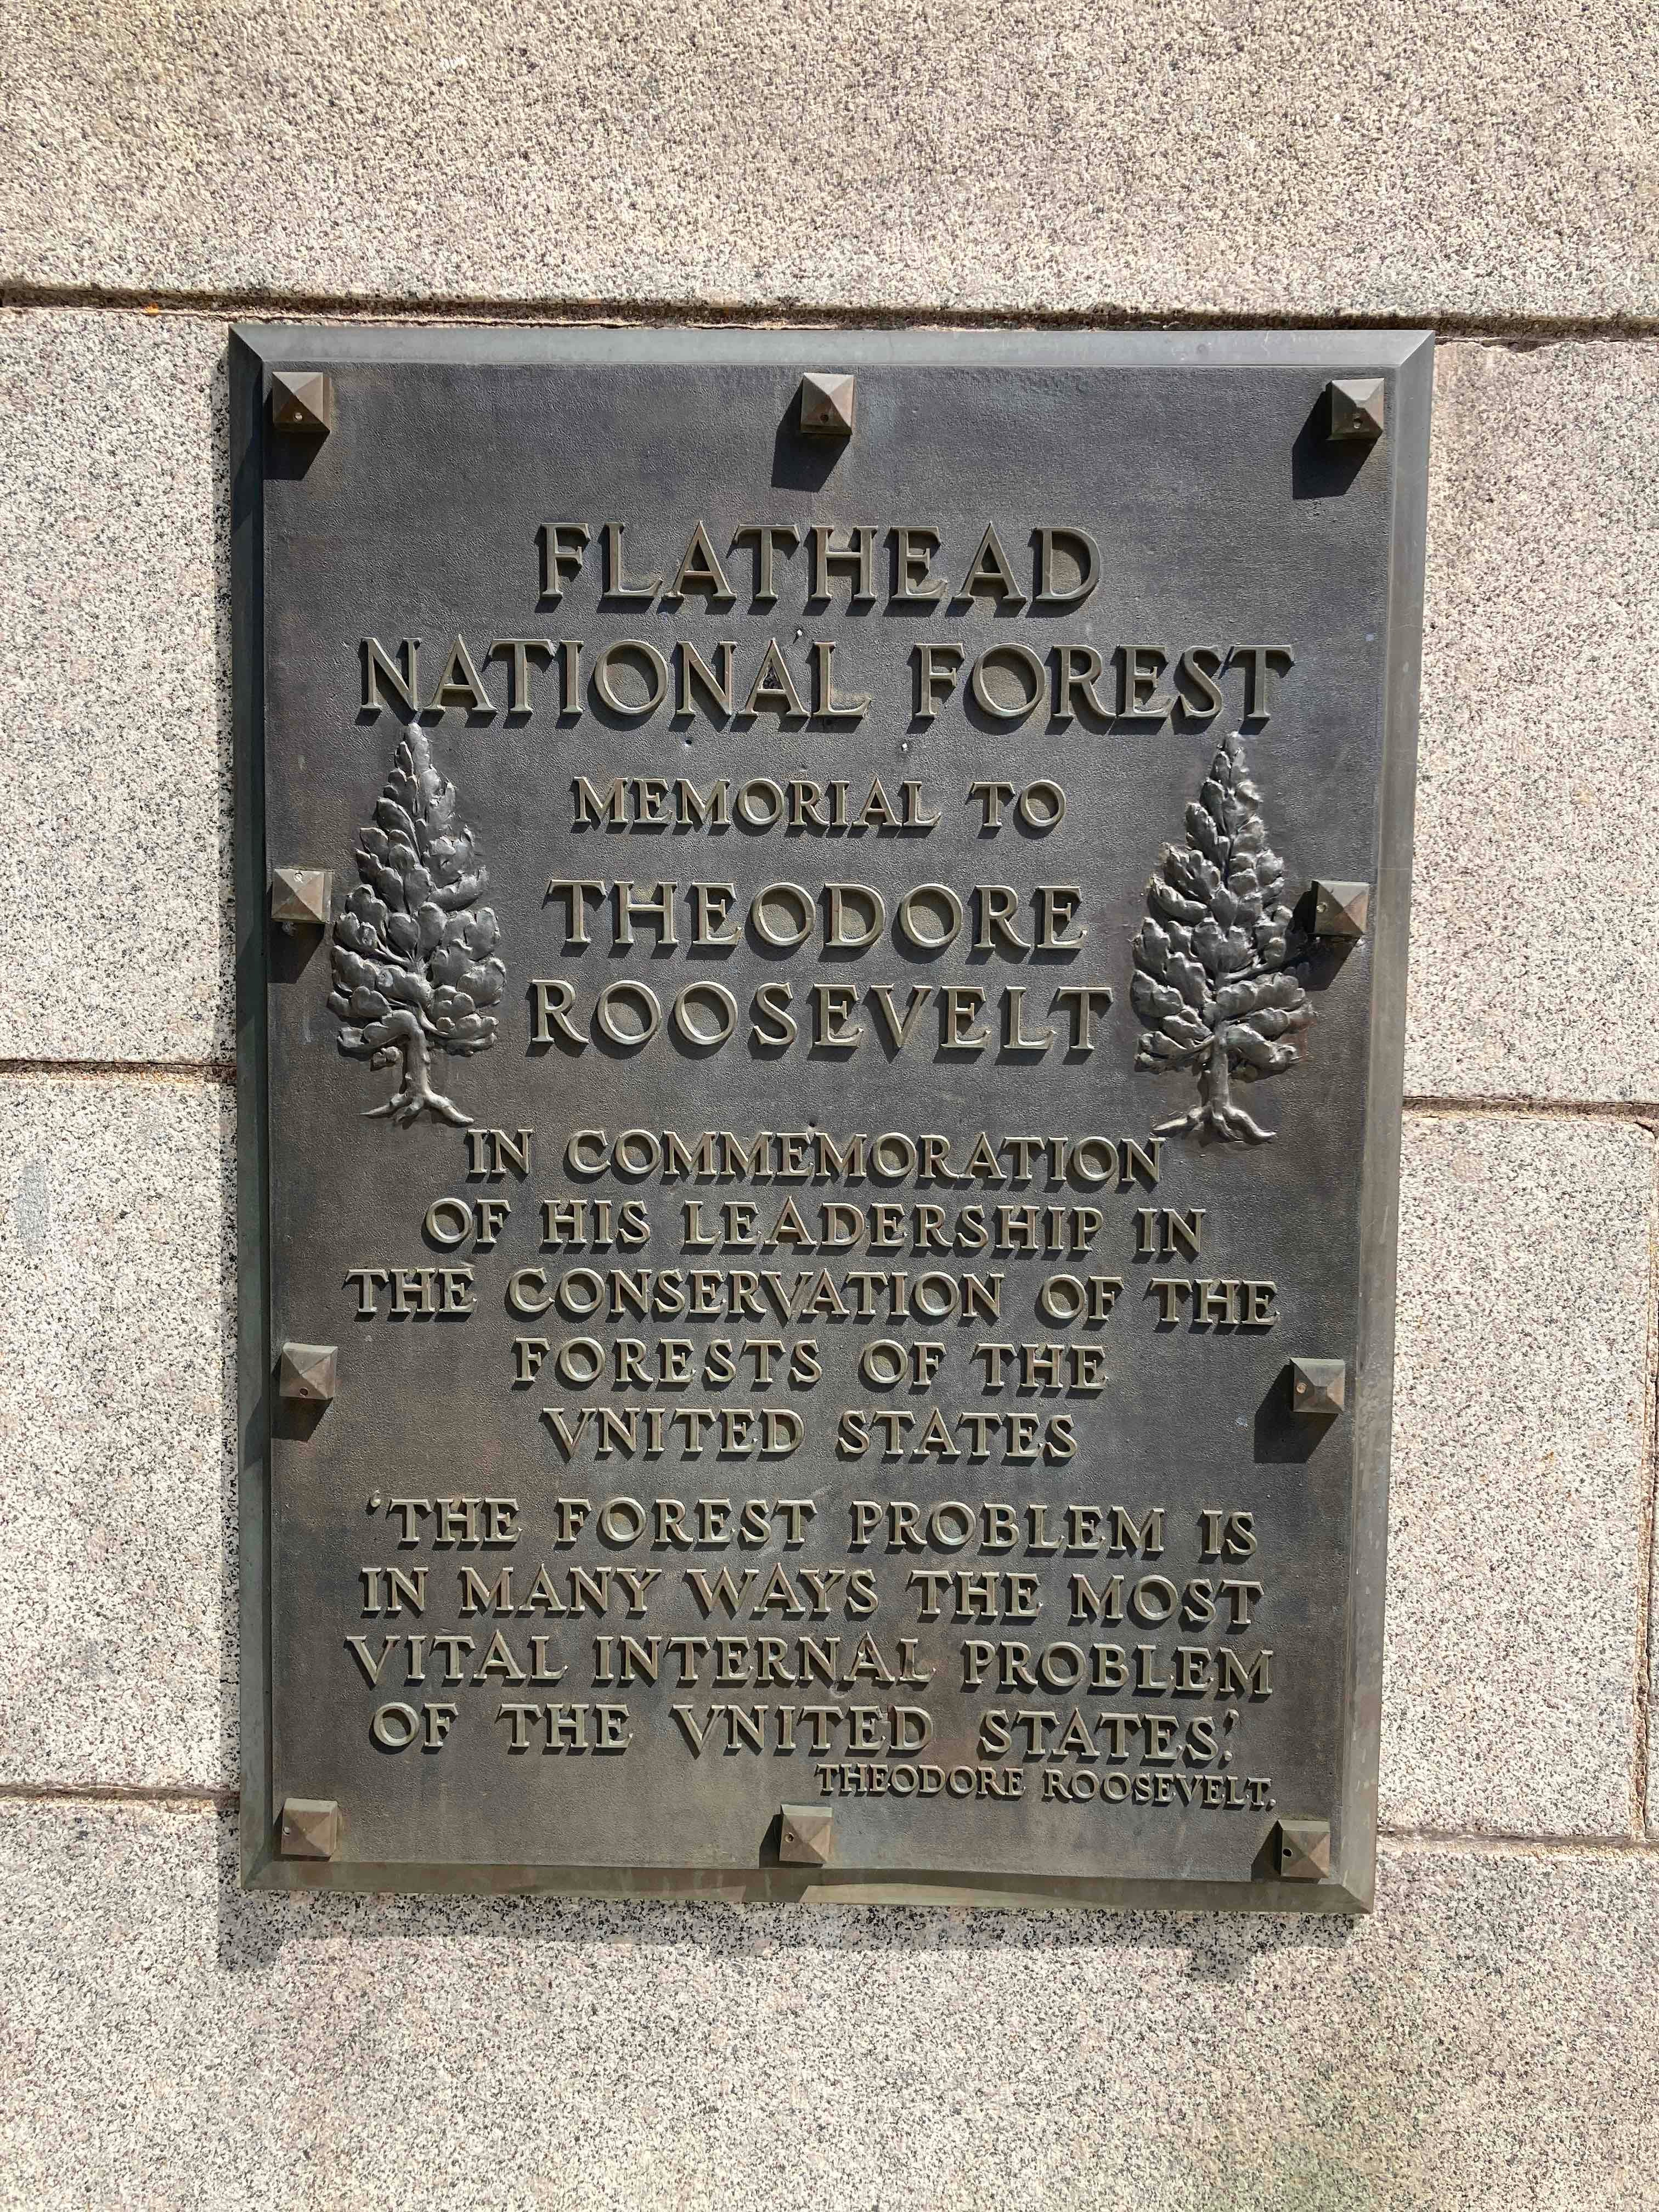 FLATHEAD
NATIONAL FOREST
MEMORIAL TO
THEODORE
ROOSEVELT
IN COMMEMORATION
OF HIS LEADERSHIP IN
THE CONSERVATION OF THE
FORESTS OF THE
VNITED STATES
'THE FOREST PROBLEM IS
IN MANY WAYS THE MOST
VITAL INTERNAL PROBLEM
OF THE VNITED STATES.'
THEODORE ROOSEVELT.